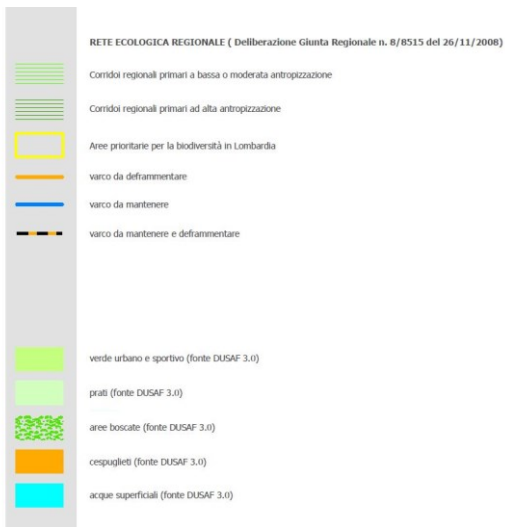 RETE ECOLOGICA REGIONALE ( Deliberazione Giunta Regionale n. 8/8515 del 26/11/2008)
Corridoi regionali primari a bassa o moderata antropizzazione
Corridoi regionali primari ad alta antropizzazione
Aree prioritarie per la biodiversità in Lombardia
varco da deframmentare
varco da mantenere
varco da mantenere e deframmentare
verde urbano e sportivo (fonte DUSAF 3.0)
prati (fonte DUSAF 3.0)
aree boscate (fonte DUSAF 3.0)
cespuglieti (fonte DUSAF 3.0)
acque superficiali (fonte DUSAF 3.0)